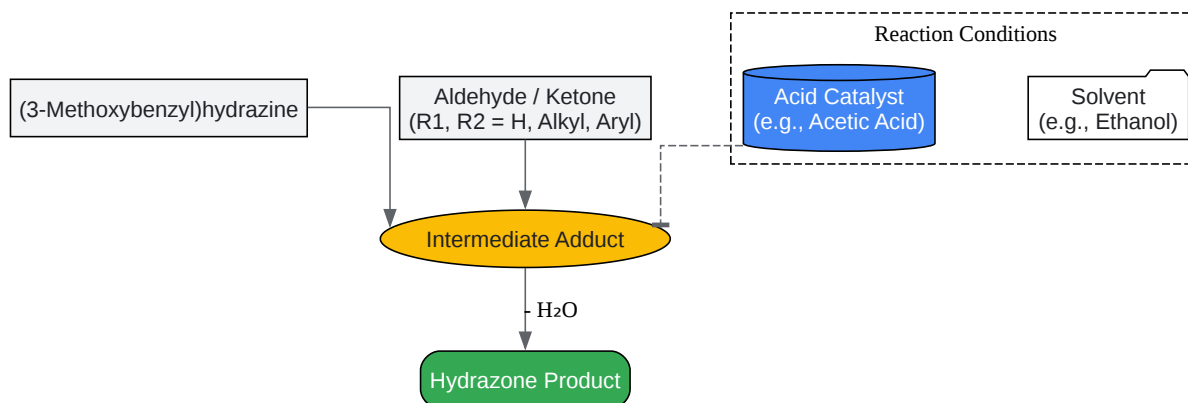 Reaction Conditions
(3-Methoxybenzyl)hydrazine
Aldehyde / Ketone
(R1, R2 = H, Alkyl, Aryl)
Acid Catalyst
(e.g., Acetic Acid)
Solvent
(e.g., Ethanol)
Intermediate Adduct
- H₂O
Hydrazone Product